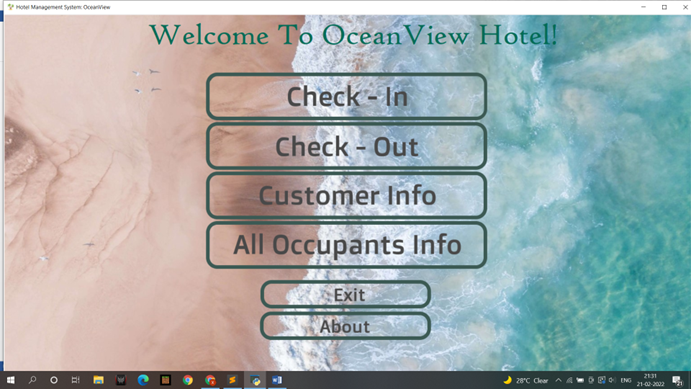 Hotel Management System: OceanView
Welcome To OceanView Hotel!
Check - In
Check - Out
Customer Info
All Occupants Info
Exit
About
28°C Clear
ENG
21:31
21-02-2022